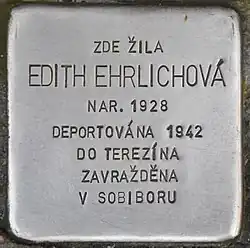 ZDE ŽILA
EDITH EHRLICHOVÁ
NAR. 1928
DEPORTOVÁNA 1942
DO TEREZÍNA
ZAVRAŽDĚNA
V SOBIBORU